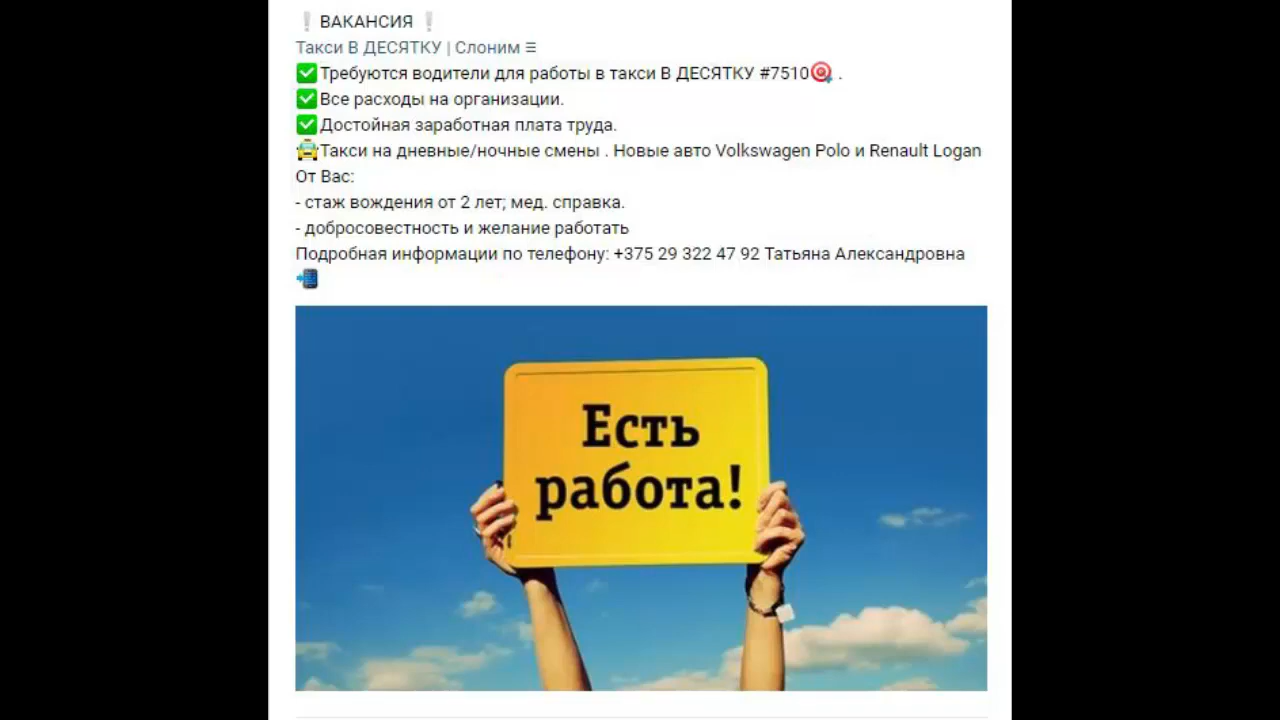 ❕ ВАКАНСИЯ ❕
Такси В ДЕСЯТКУ | Слоним ☰
✅Требуются водители для работы в такси В ДЕСЯТКУ #7510🎯 .
✅Все расходы на организации.
✅Достойная заработная плата труда.
🚖Такси на дневные/ночные смены . Новые авто Volkswagen Polo и Renault Logan
От Вас:
- стаж вождения от 2 лет; мед. справка.
- добросовестность и желание работать
Подробная информации по телефону: +375 29 322 47 92 Татьяна Александровна
📲
Есть
работа!